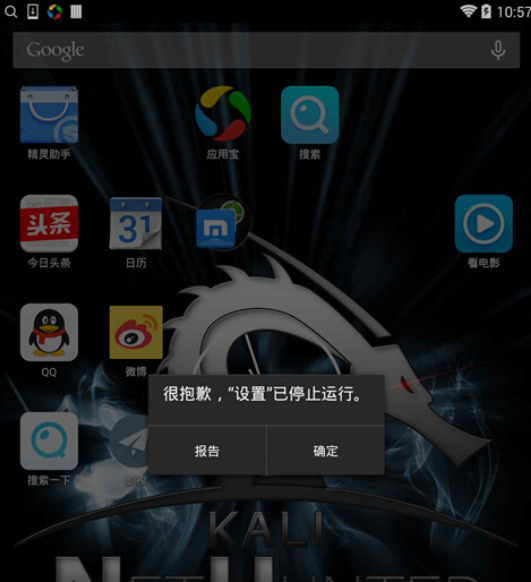 10:57
Google
精灵助手
应用宝
搜索
头条
31
今日头条
日历
看电影
QQ
微博
很抱歉，“设置”已停止运行。
报告
确定
搜索一下
KALI
NETHUNTER